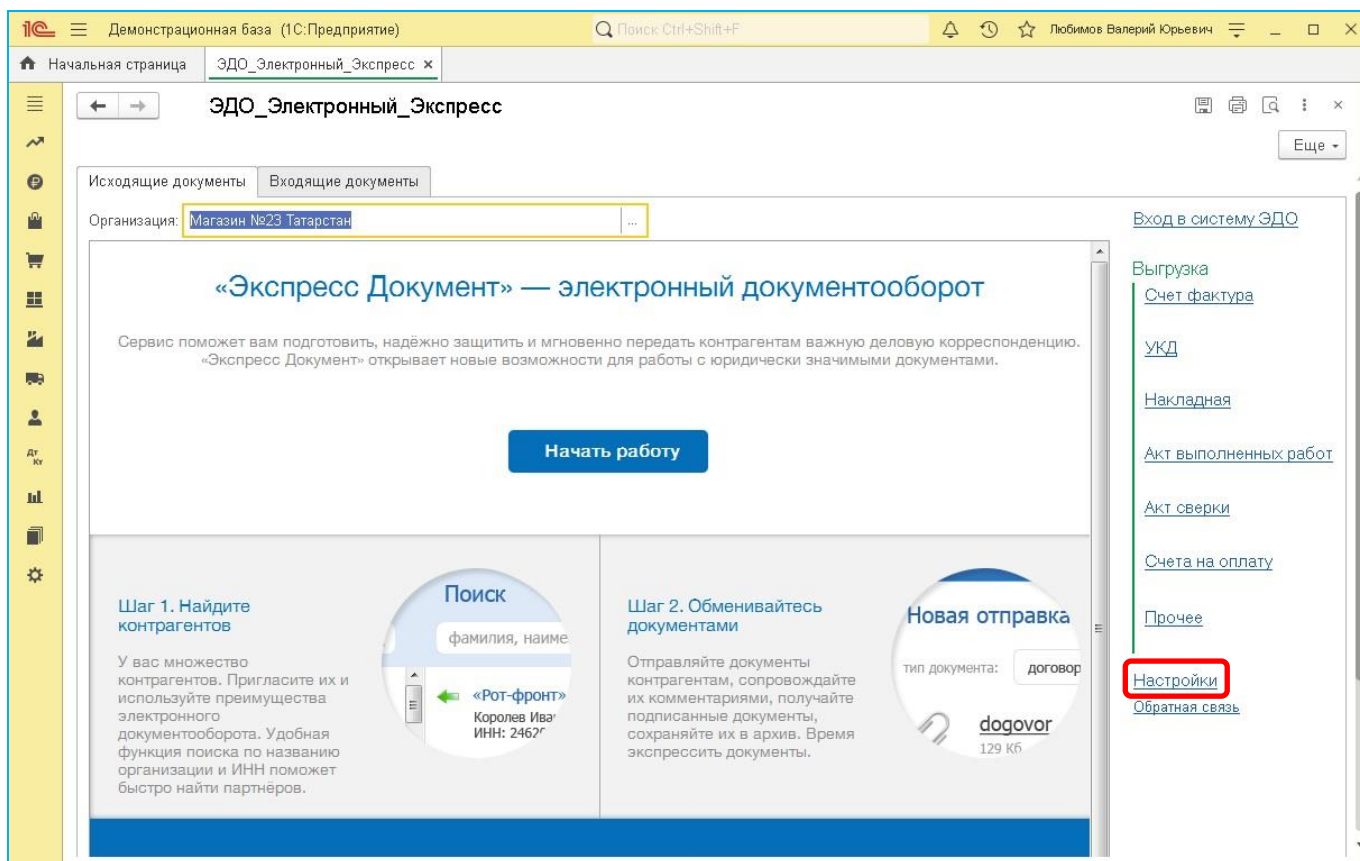 1С Демонстрационная база (1С:Предприятие) Поиск Ctrl+Shift+F Любимов Валерий Юрьевич
Начальная страница ЭДО_Электронный_Экспресс ×
ЭДО_Электронный_Экспресс
Еще
Исходящие документы Входящие документы
Организация: Магазин №23 Татарстан ...
Вход в систему ЭДО
«Экспресс Документ» — электронный документооборот
Сервис поможет вам подготовить, надёжно защитить и мгновенно передать контрагентам важную деловую корреспонденцию.
«Экспресс Документ» открывает новые возможности для работы с юридически значимыми документами.
Начать работу
Шаг 1. Найдите
контрагентов
У вас множество
контрагентов. Пригласите их и
используйте преимущества
электронного
документооборота. Удобная
функция поиска по названию
организации и ИНН поможет
быстро найти партнёров.
Поиск
фамилия, наиме
«Рот-фронт»
Королев Ива
ИНН: 2462
Шаг 2. Обменивайтесь
документами
Отправляйте документы
контрагентам, сопровождайте
их комментариями, получайте
подписанные документы,
сохраняйте их в архив. Время
экспрессить документы.
Новая отправка
тип документа: договор
dogovor
129 Кб
Выгрузка
Счет фактура
УКД
Накладная
Акт выполненных работ
Акт сверки
Счета на оплату
Прочее
Настройки
Обратная связь
Дт
Кт